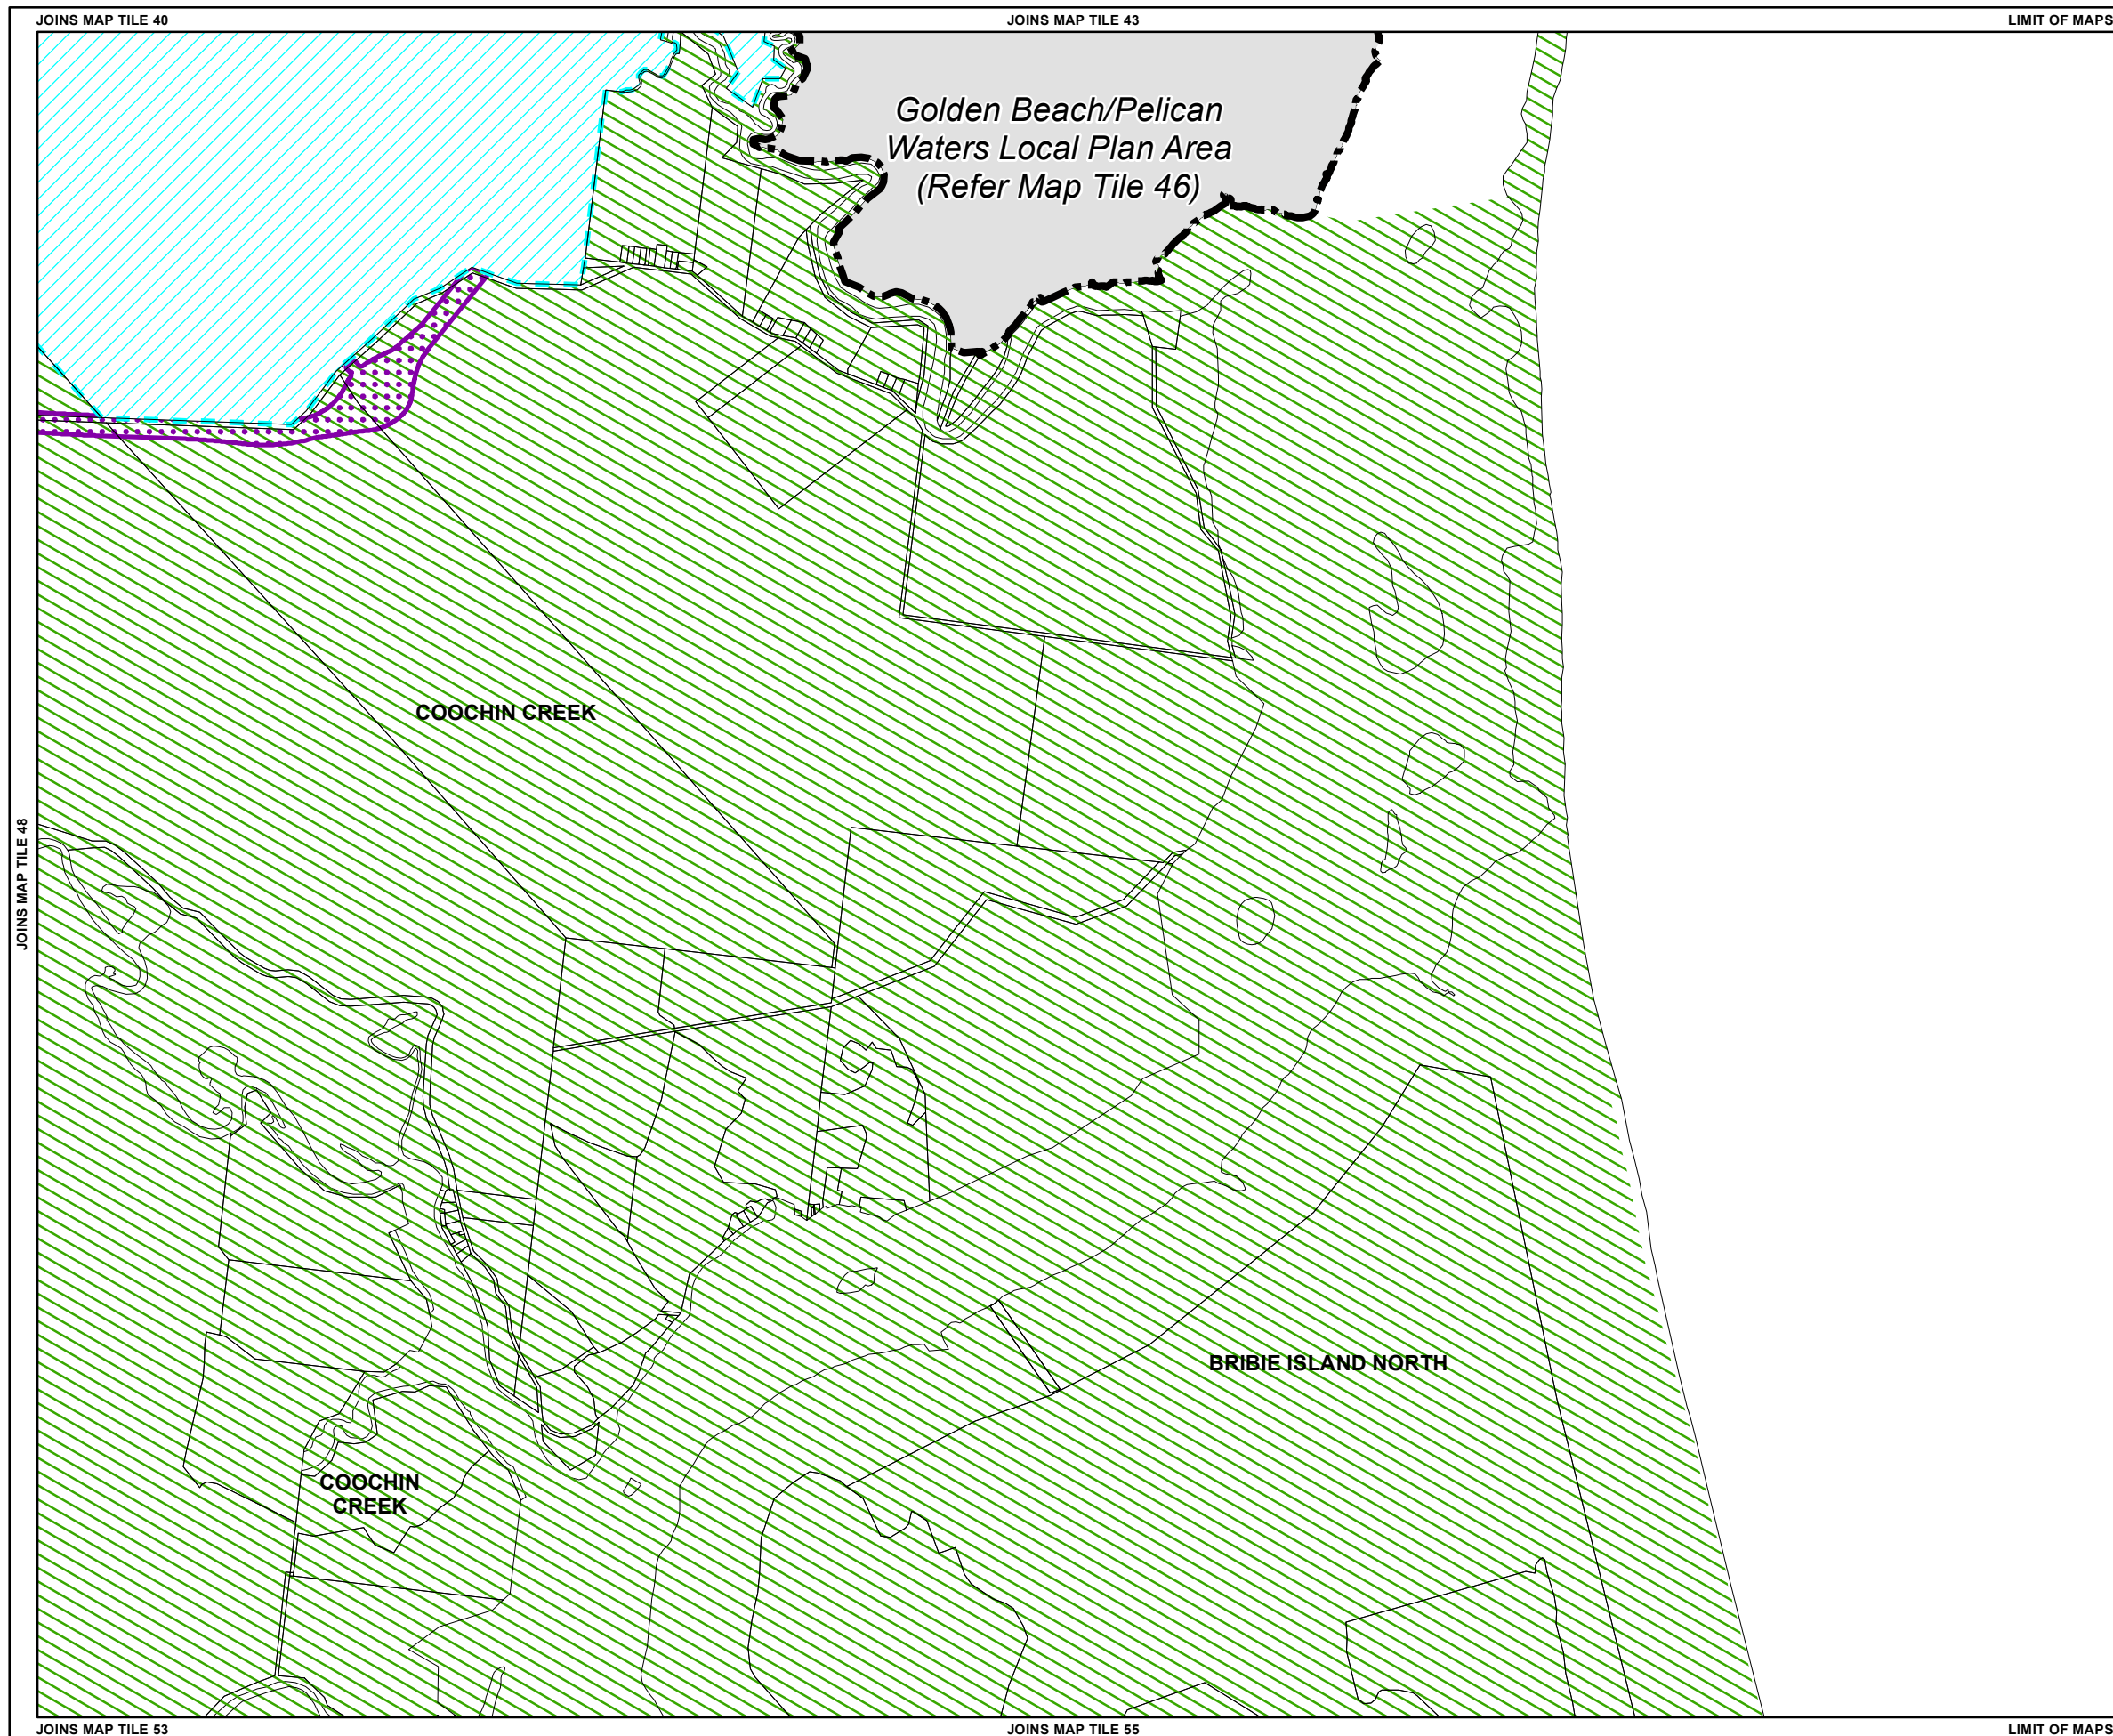 JOINS MAP TILE 40
JOINS MAP TILE 43
LIMIT OF MAPS
Golden Beach/Pelican
Waters Local Plan Area
(Refer Map Tile 46)
COOCHIN CREEK
JOINS MAP TILE 48
BRIBIE ISLAND NORTH
COOCHIN
CREEK
JOINS MAP TILE 53
JOINS MAP TILE 55
LIMIT OF MAPS